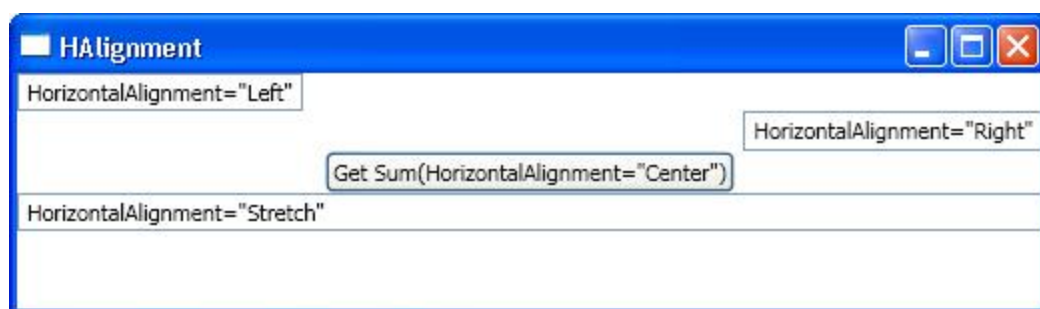 HAlignment
HorizontalAlignment="Left"
HorizontalAlignment="Right"
Get Sum(HorizontalAlignment="Center")
HorizontalAlignment="Stretch"